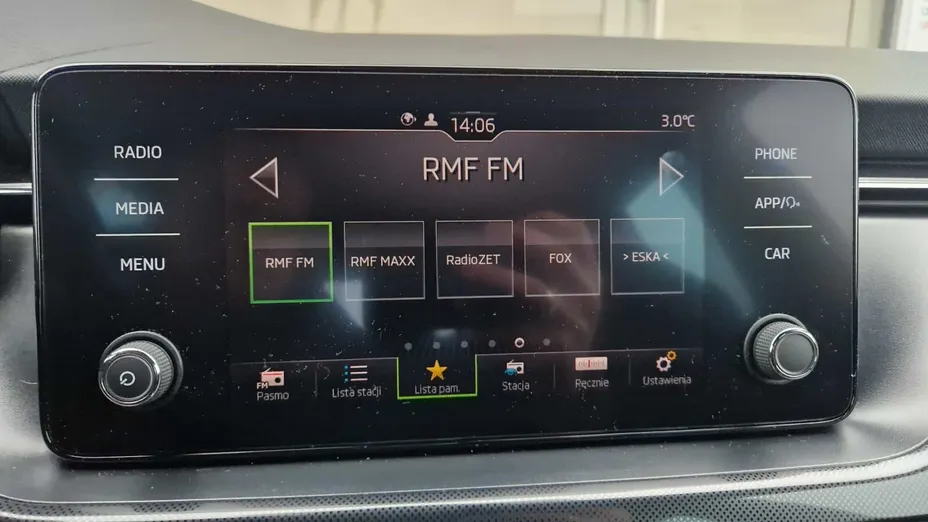 14:06
3.0°C
RADIO
MEDIA
MENU
RMF FM
RMF FM
RMF MAXX
RadioZET
FOX
> ESKA <
FM
Pasmo
Lista stacji
Lista pam.
Stacja
Ręcznie
Ustawienia
PHONE
APP/
CAR